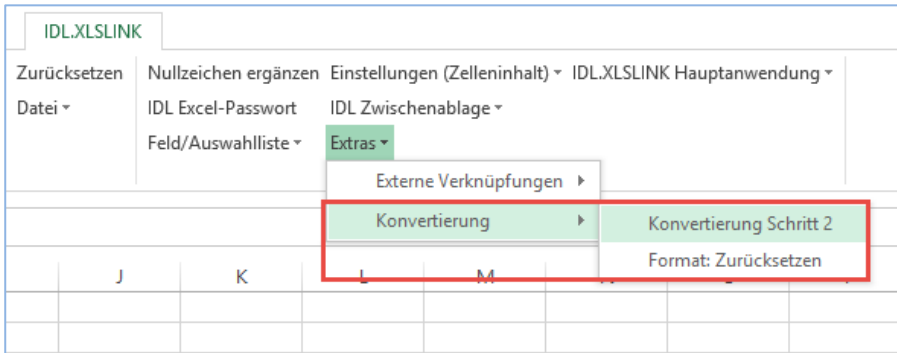 IDL.XLSLINK
Zurücksetzen Nullzeichen ergänzen Einstellungen (Zelleninhalt) IDL.XLSLINK Hauptanwendung
Datei IDL Excel-Passwort IDL Zwischenablage
Feld/Auswahlliste Extras
Externe Verknüpfungen
Konvertierung Konvertierung Schritt 2
Format: Zurücksetzen
J K L M